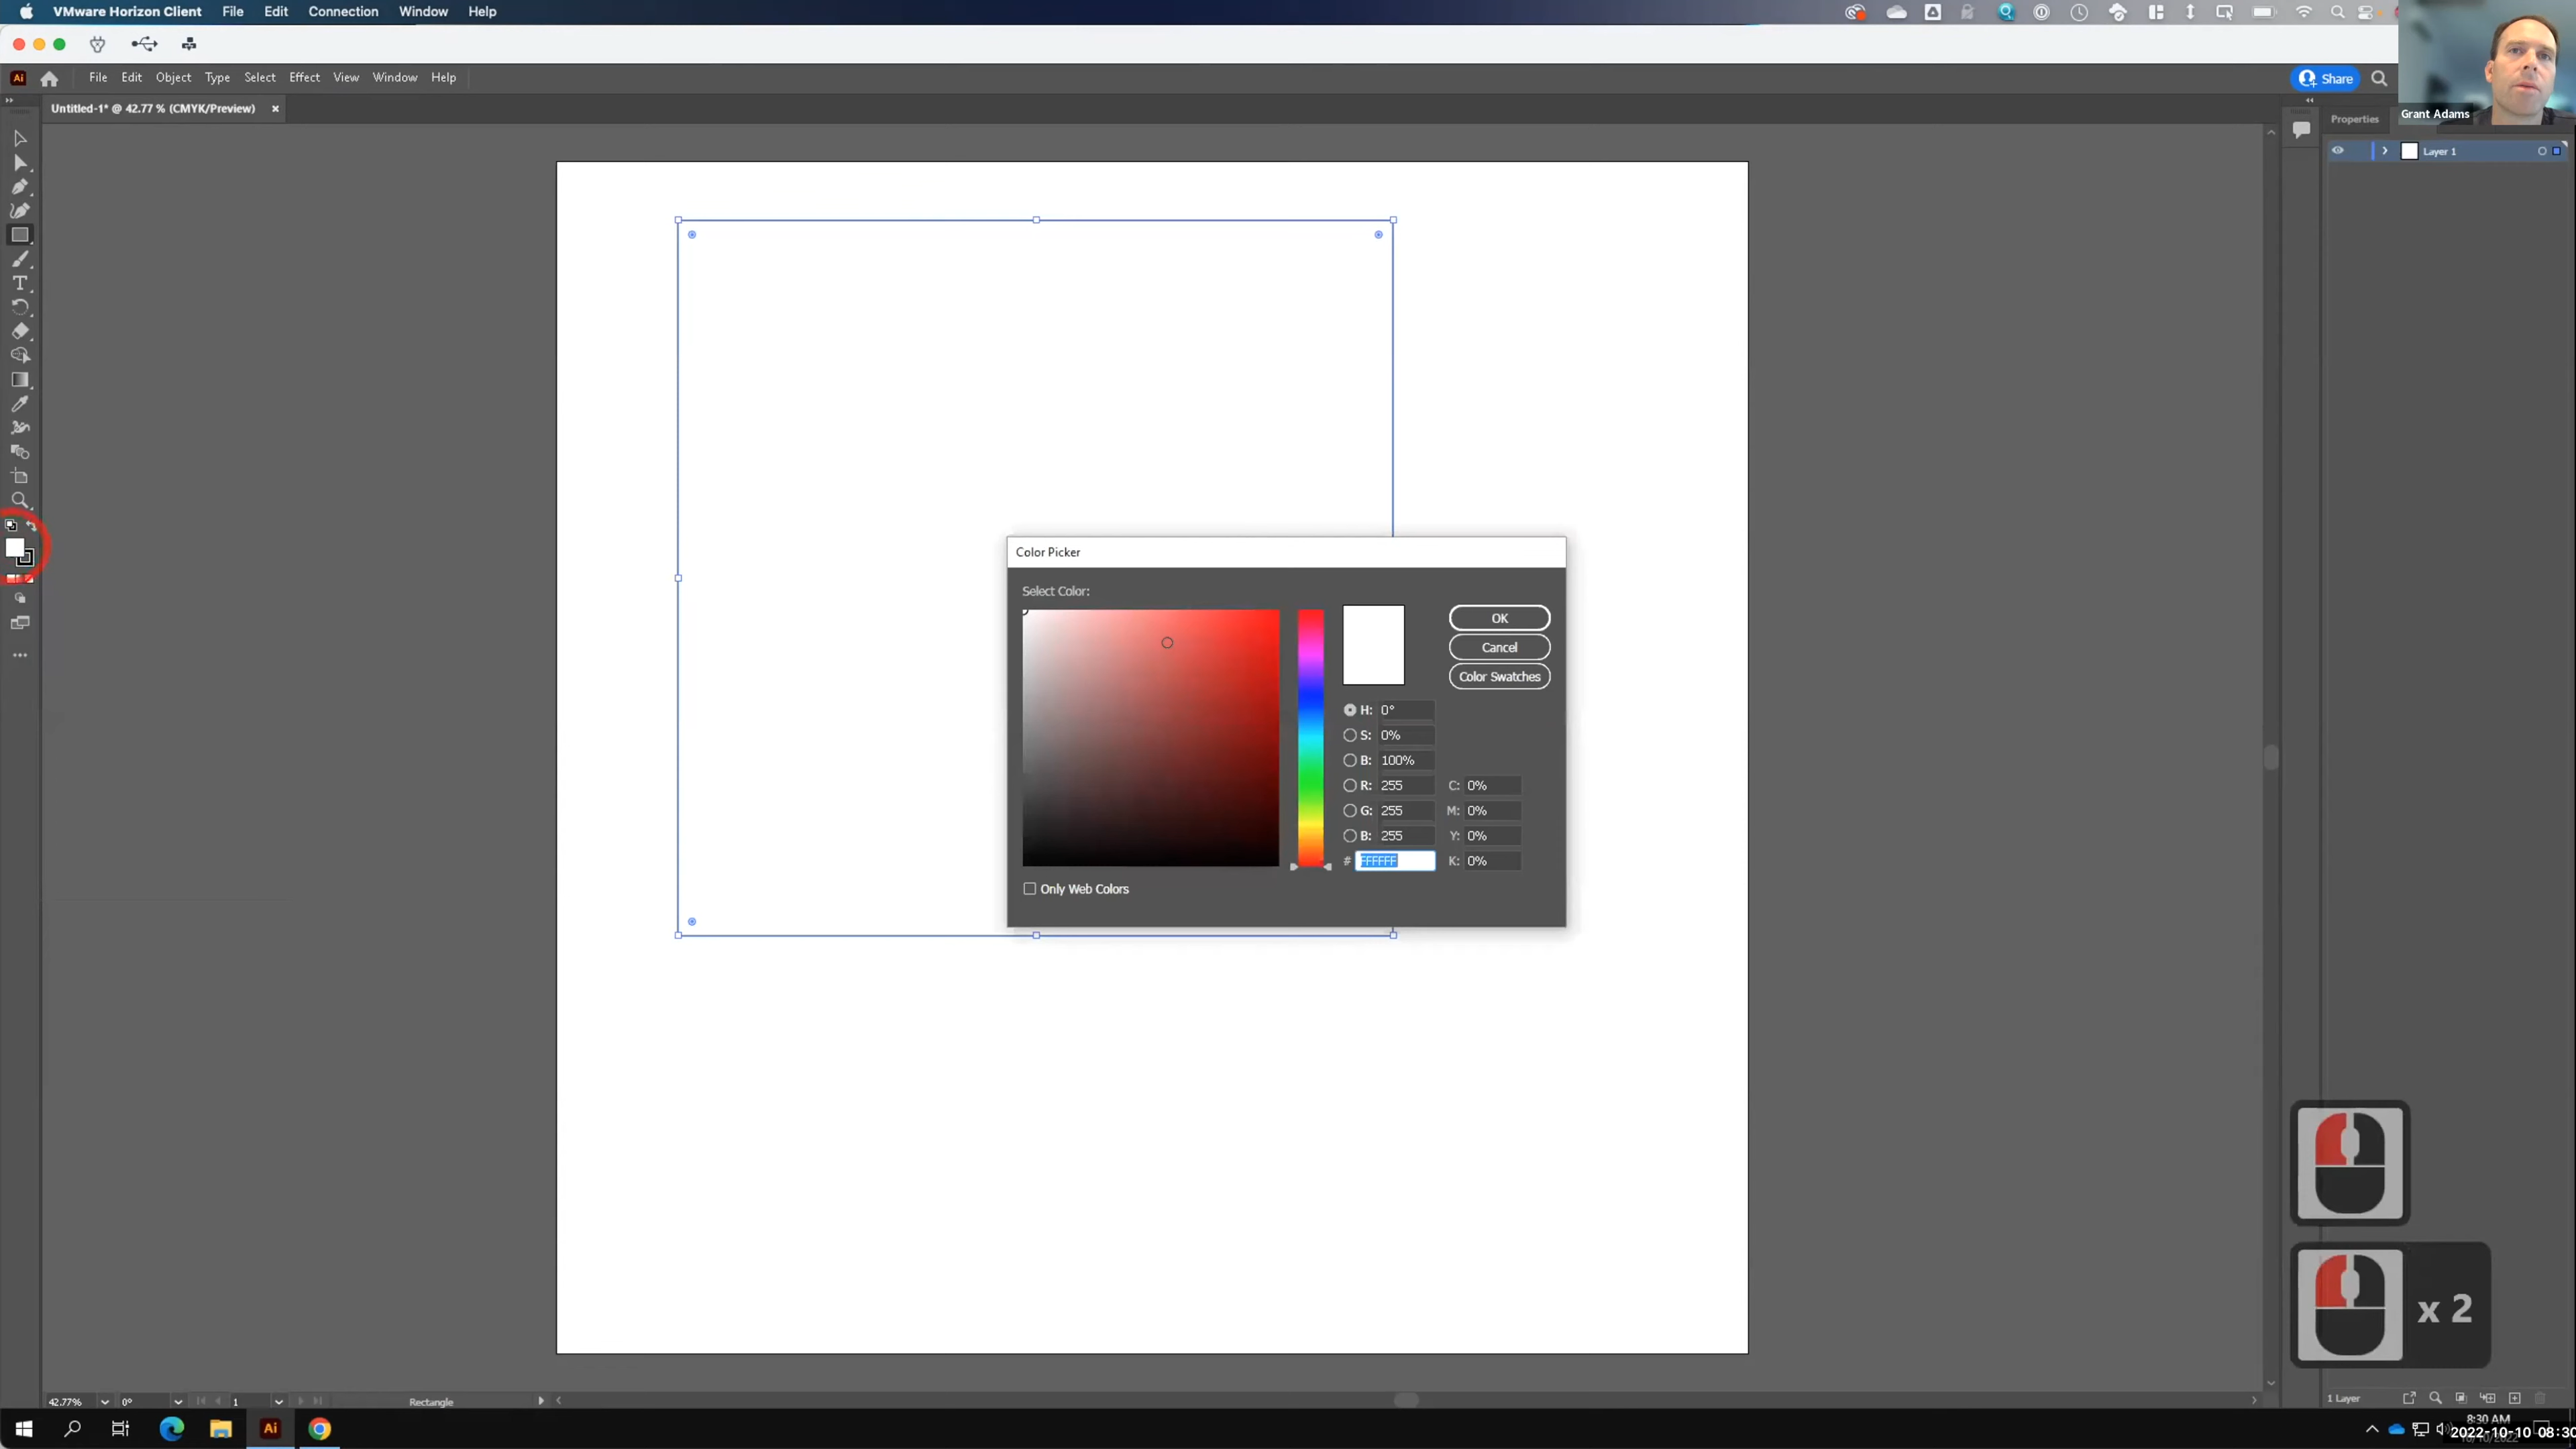 VMware Horizon Client File Edit Connection Window Help
Ai File Edit Object Type Select Effect View Window Help
Share
Grant Adams
Untitled-1* @ 42.77 % (CMYK/Preview) ×
Properties
Layer 1
T
Color Picker
Select Color:
OK
Cancel
Color Swatches
H: 0°
S: 0%
B: 100%
R: 255 C: 0%
G: 255 M: 0%
B: 255 Y: 0%
# FFFFFF K: 0%
Only Web Colors
x 2
42.77% 0° 1 Rectangle
1 Layer
Ai
8:30 AM
2022-10-10 08:30